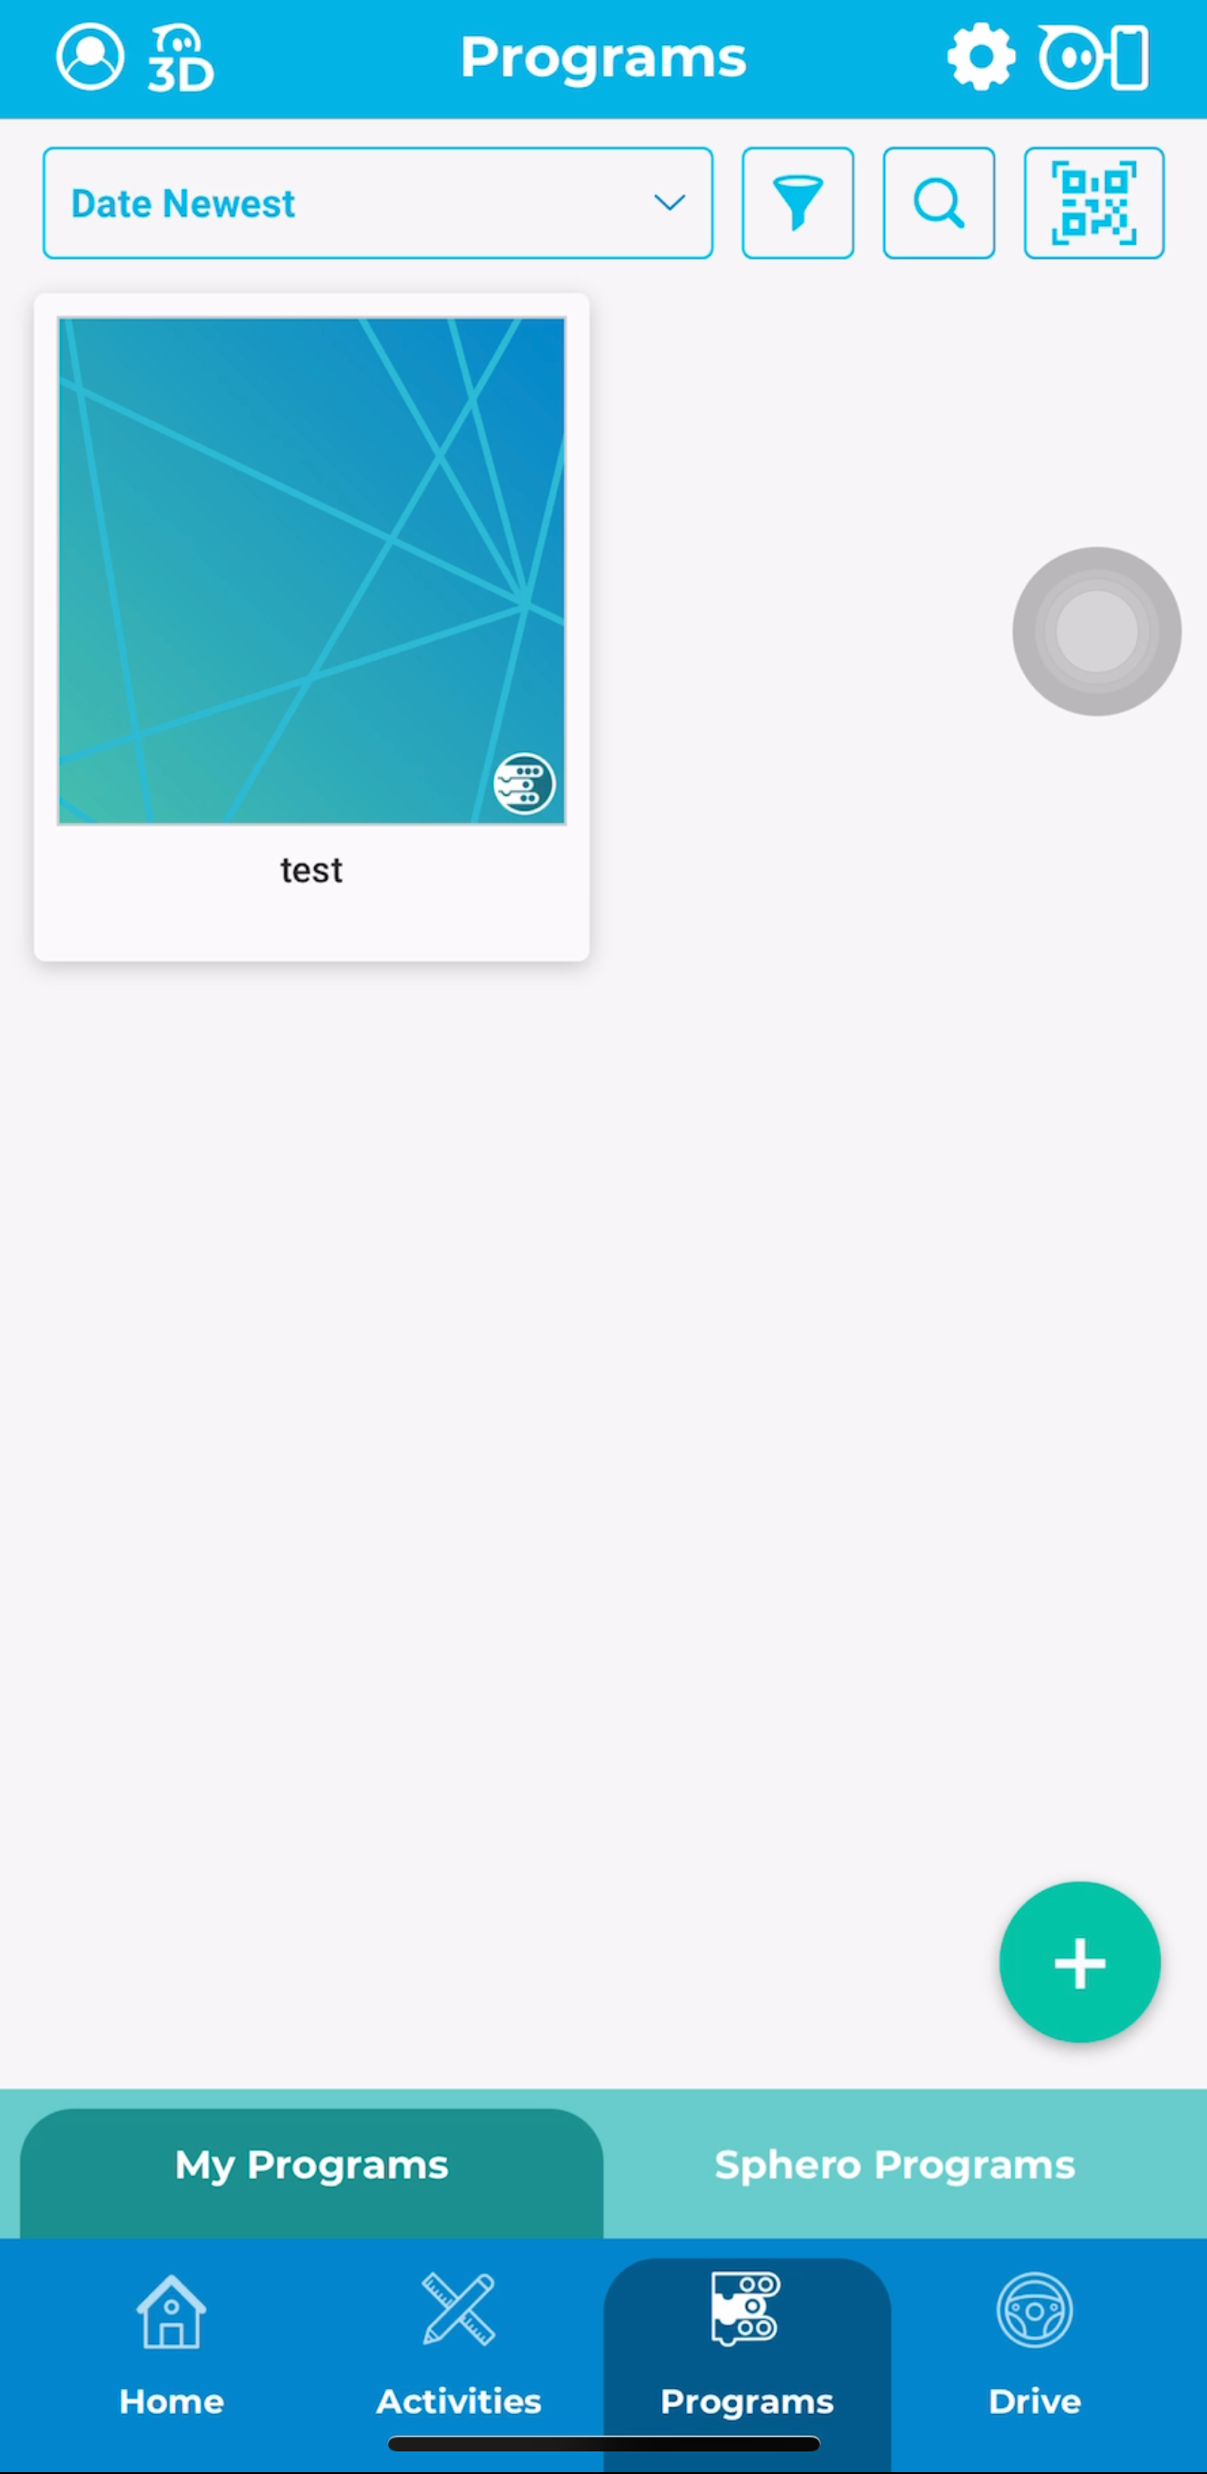 3D
Programs
Date Newest
test
My Programs
Sphero Programs
Home
Activities
Programs
Drive